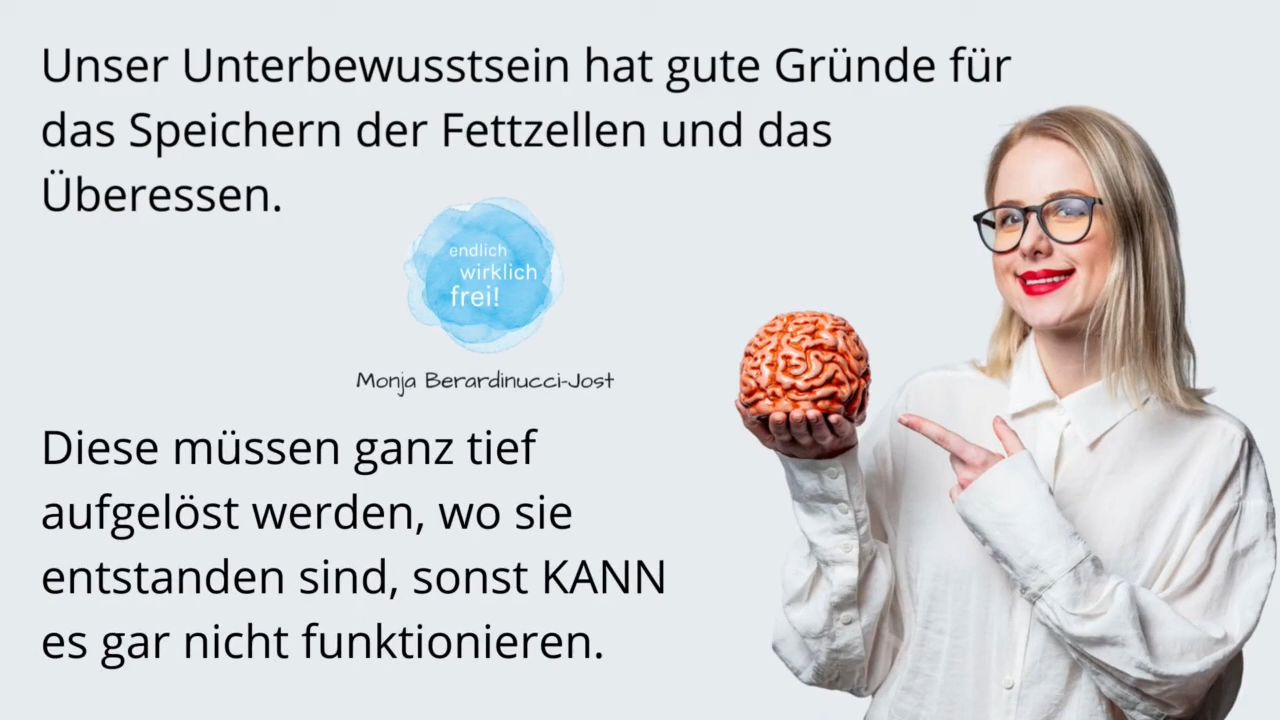 Unser Unterbewusstsein hat gute Gründe für
das Speichern der Fettzellen und das
Überessen.
endlich
wirklich
frei!
Monja Berardinucci-Jost
Diese müssen ganz tief
aufgelöst werden, wo sie
entstanden sind, sonst KANN
es gar nicht funktionieren.